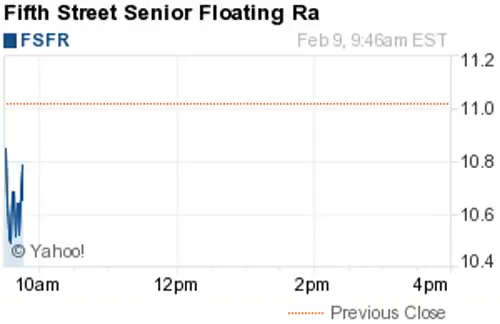 Fifth Street Senior Floating Ra
FSFR Feb 9, 9:46am EST
11.2
11.0
10.8
10.6
10.4
© Yahoo!
10am 12pm 2pm 4pm
Previous Close